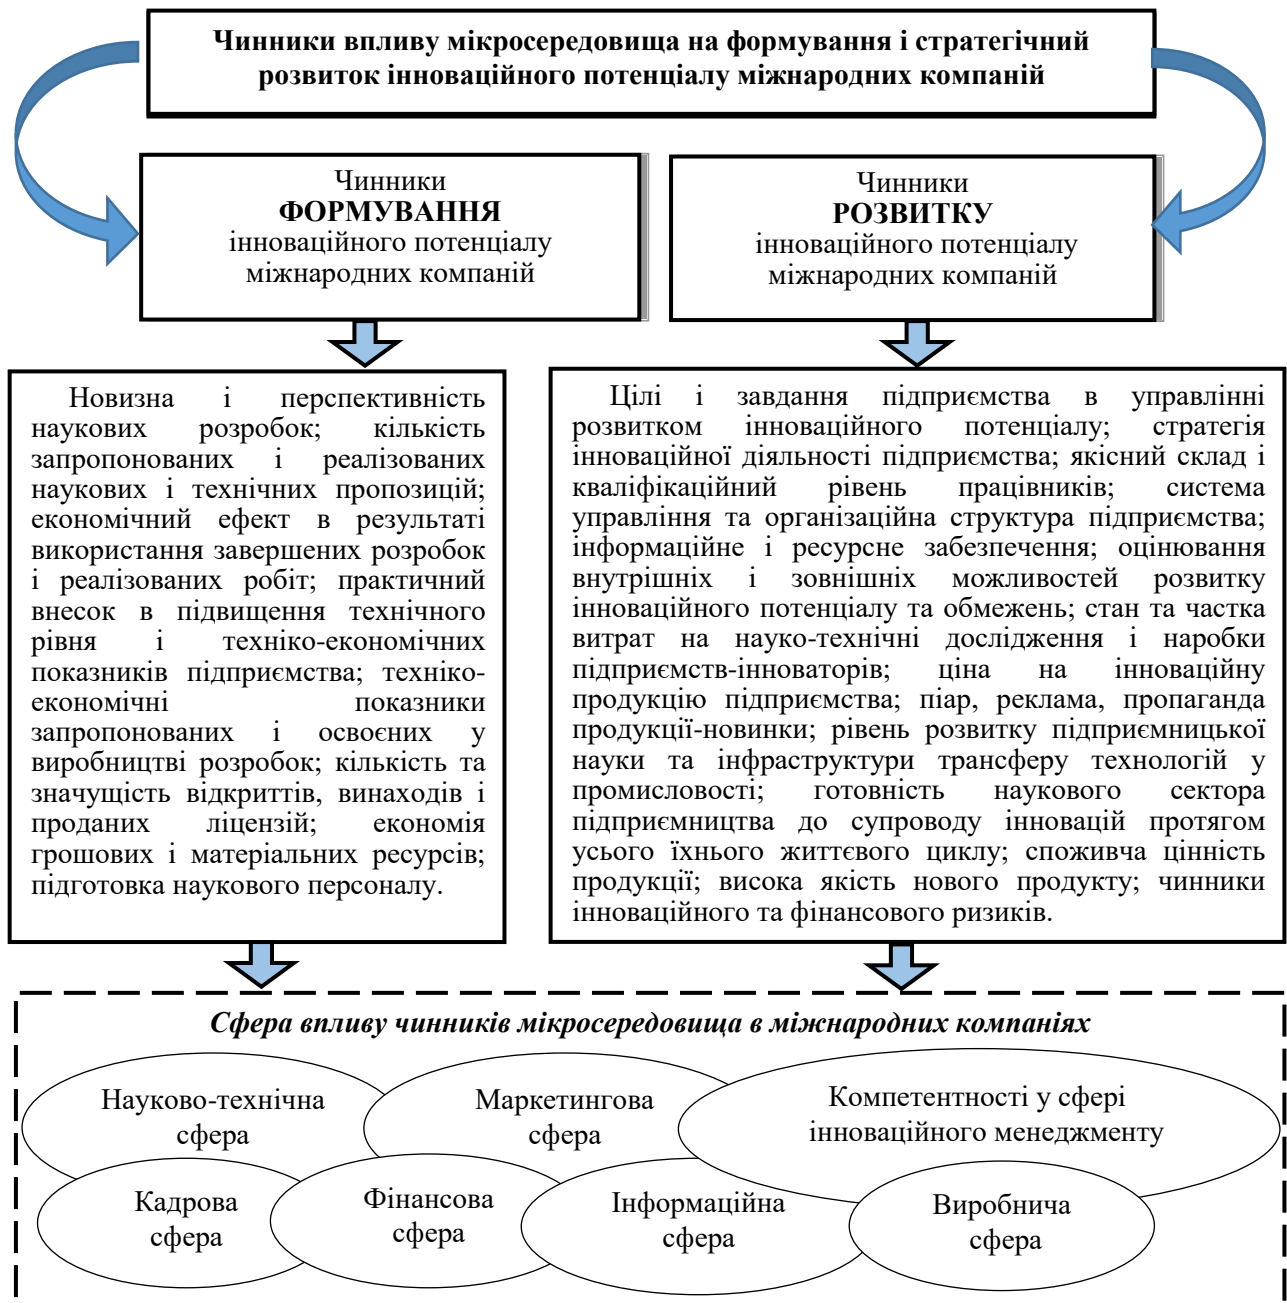 Чинники впливу мікросередовища на формування і стратегічний
розвиток інноваційного потенціалу міжнародних компаній
Чинники
ФОРМУВАННЯ
інноваційного потенціалу
міжнародних компаній
Чинники
РОЗВИТКУ
інноваційного потенціалу
міжнародних компаній
Новизна і перспективність
наукових розробок; кількість
запропонованих і реалізованих
наукових і технічних пропозицій;
економічний ефект в результаті
використання завершених розробок
і реалізованих робіт; практичний
внесок в підвищення технічного
рівня і техніко-економічних
показників підприємства; техніко-
економічні показники
запропонованих і освоєних у
виробництві розробок; кількість та
значущість відкриттів, винаходів і
проданих ліцензій; економія
грошових і матеріальних ресурсів;
підготовка наукового персоналу.
Цілі і завдання підприємства в управлінні
розвитком інноваційного потенціалу; стратегія
інноваційної діяльності підприємства; якісний склад і
кваліфікаційний рівень працівників; система
управління та організаційна структура підприємства;
інформаційне і ресурсне забезпечення; оцінювання
внутрішніх і зовнішніх можливостей розвитку
інноваційного потенціалу та обмежень; стан та частка
витрат на науко-технічні дослідження і наробки
підприємств-інноваторів; ціна на інноваційну
продукцію підприємства; піар, реклама, пропаганда
продукції-новинки; рівень розвитку підприємницької
науки та інфраструктури трансферу технологій у
промисловості; готовність наукового сектора
підприємництва до супроводу інновацій протягом
усього їхнього життєвого циклу; споживча цінність
продукції; висока якість нового продукту; чинники
інноваційного та фінансового ризиків.
Сфера впливу чинників мікросередовища в міжнародних компаніях
Науково-технічна
сфера
Маркетингова
сфера
Компетентності у сфері
інноваційного менеджменту
Кадрова
сфера
Фінансова
сфера
Інформаційна
сфера
Виробнича
сфера